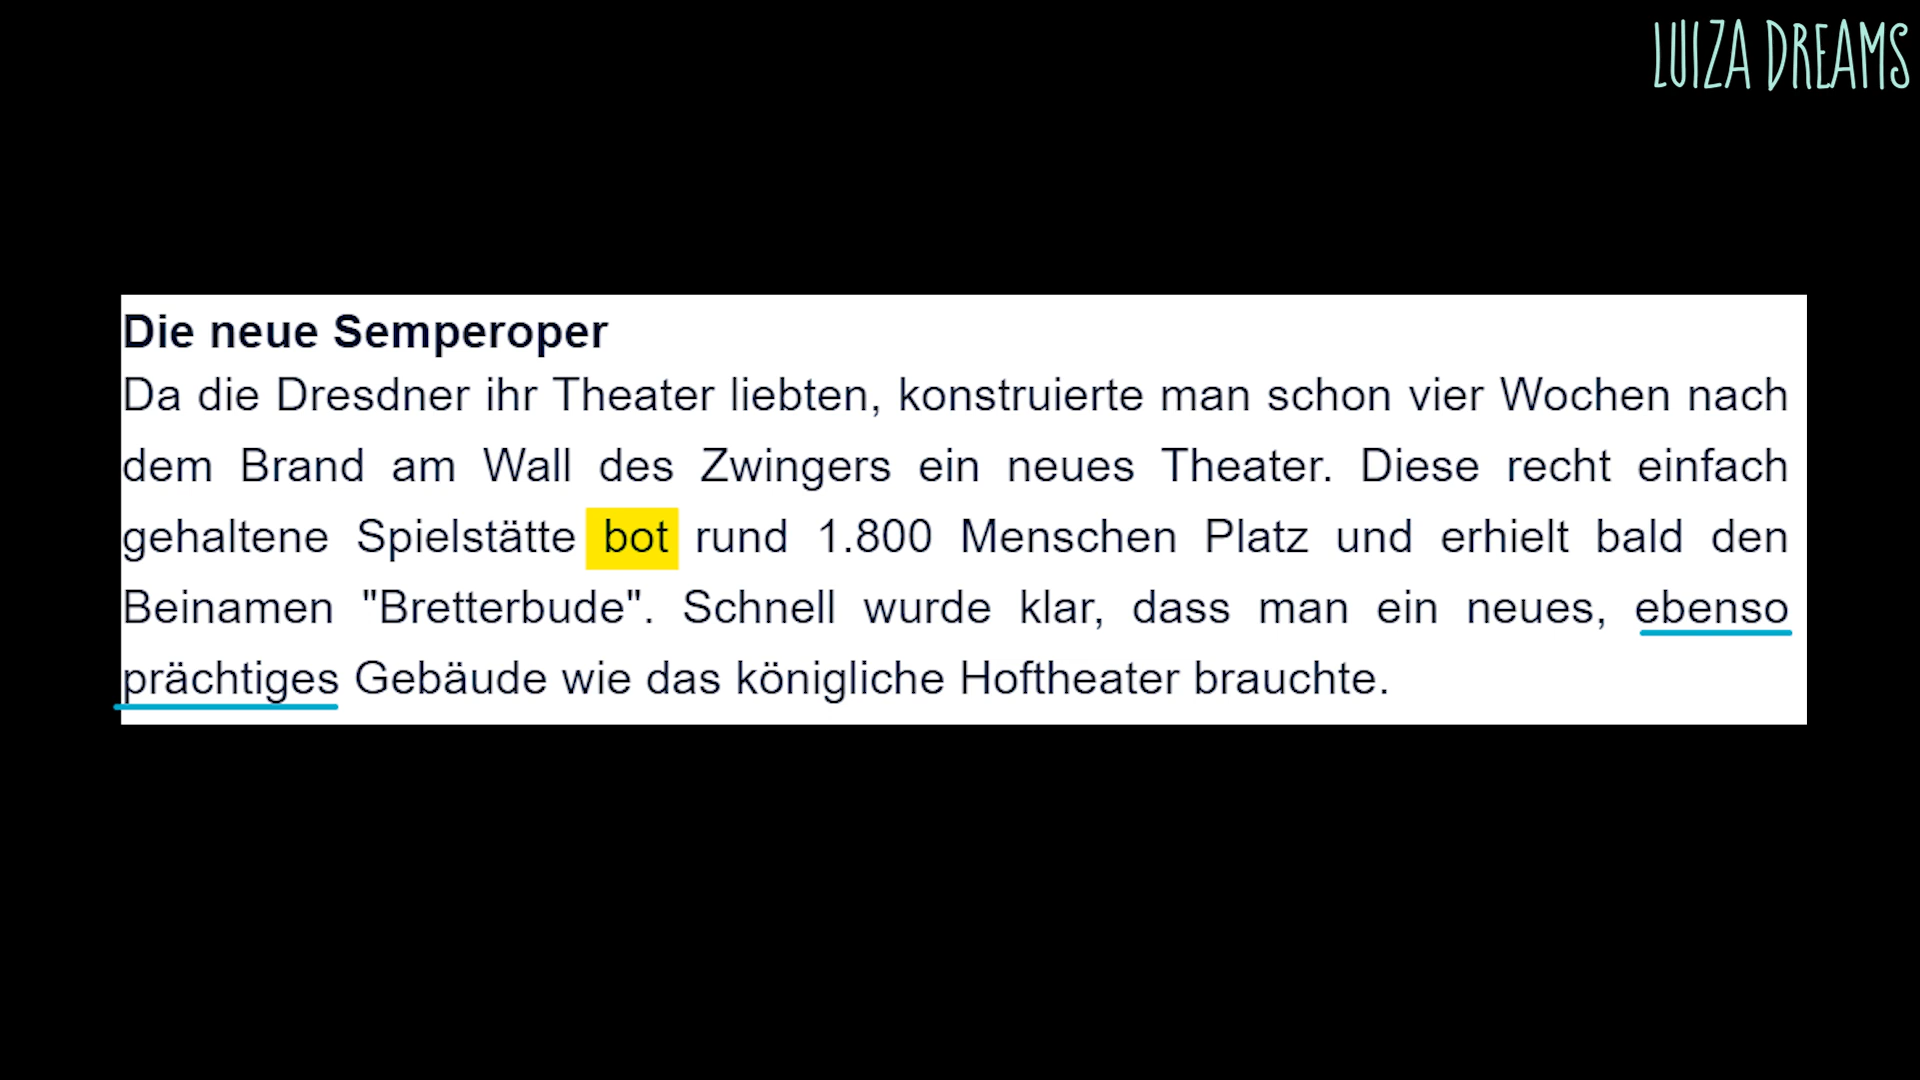 LUIZA DREAMS
Die neue Semperoper
Da die Dresdner ihr Theater liebten, konstruierte man schon vier Wochen nach
dem Brand am Wall des Zwingers ein neues Theater. Diese recht einfach
gehaltene Spielstätte bot rund 1.800 Menschen Platz und erhielt bald den
Beinamen "Bretterbude". Schnell wurde klar, dass man ein neues, ebenso
prächtiges Gebäude wie das königliche Hoftheater brauchte.